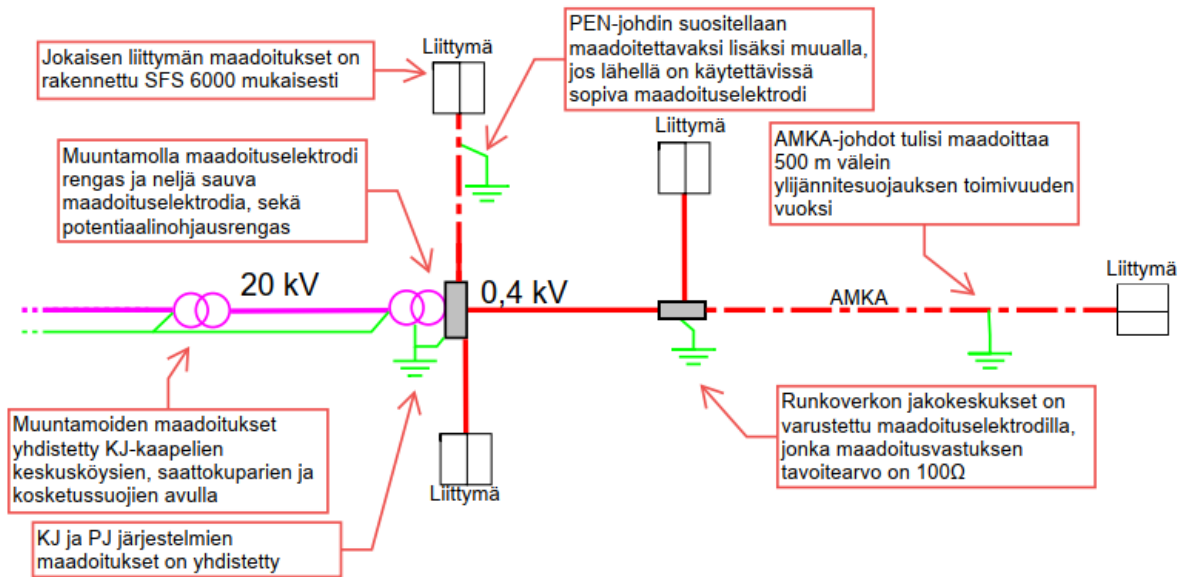 Jokaisen liittymän maadoitukset on
rakennettu SFS 6000 mukaisesti
Liittymä
PEN-johdin suositellaan
maadoitettavaksi lisäksi muualla,
jos lähellä on käytettävissä
sopiva maadoituselektrodi
Liittymä
AMKA-johdot tulisi maadoittaa
500 m välein
ylijännitesuojauksen toimivuuden
vuoksi
Muuntamolla maadoituselektrodi
rengas ja neljä sauva
maadoituselektrodia, sekä
potentiaalinohjausrengas
20 kV
0,4 kV
AMKA
Liittymä
Muuntamoiden maadoitukset
yhdistetty KJ-kaapelien
keskusköysien, saattokuparien ja
kosketussuojien avulla
Liittymä
Runkoverkon jakokeskukset on
varustettu maadoituselektrodilla,
jonka maadoitusvastuksen
tavoitearvo on 100Ω
KJ ja PJ järjestelmien
maadoitukset on yhdistetty